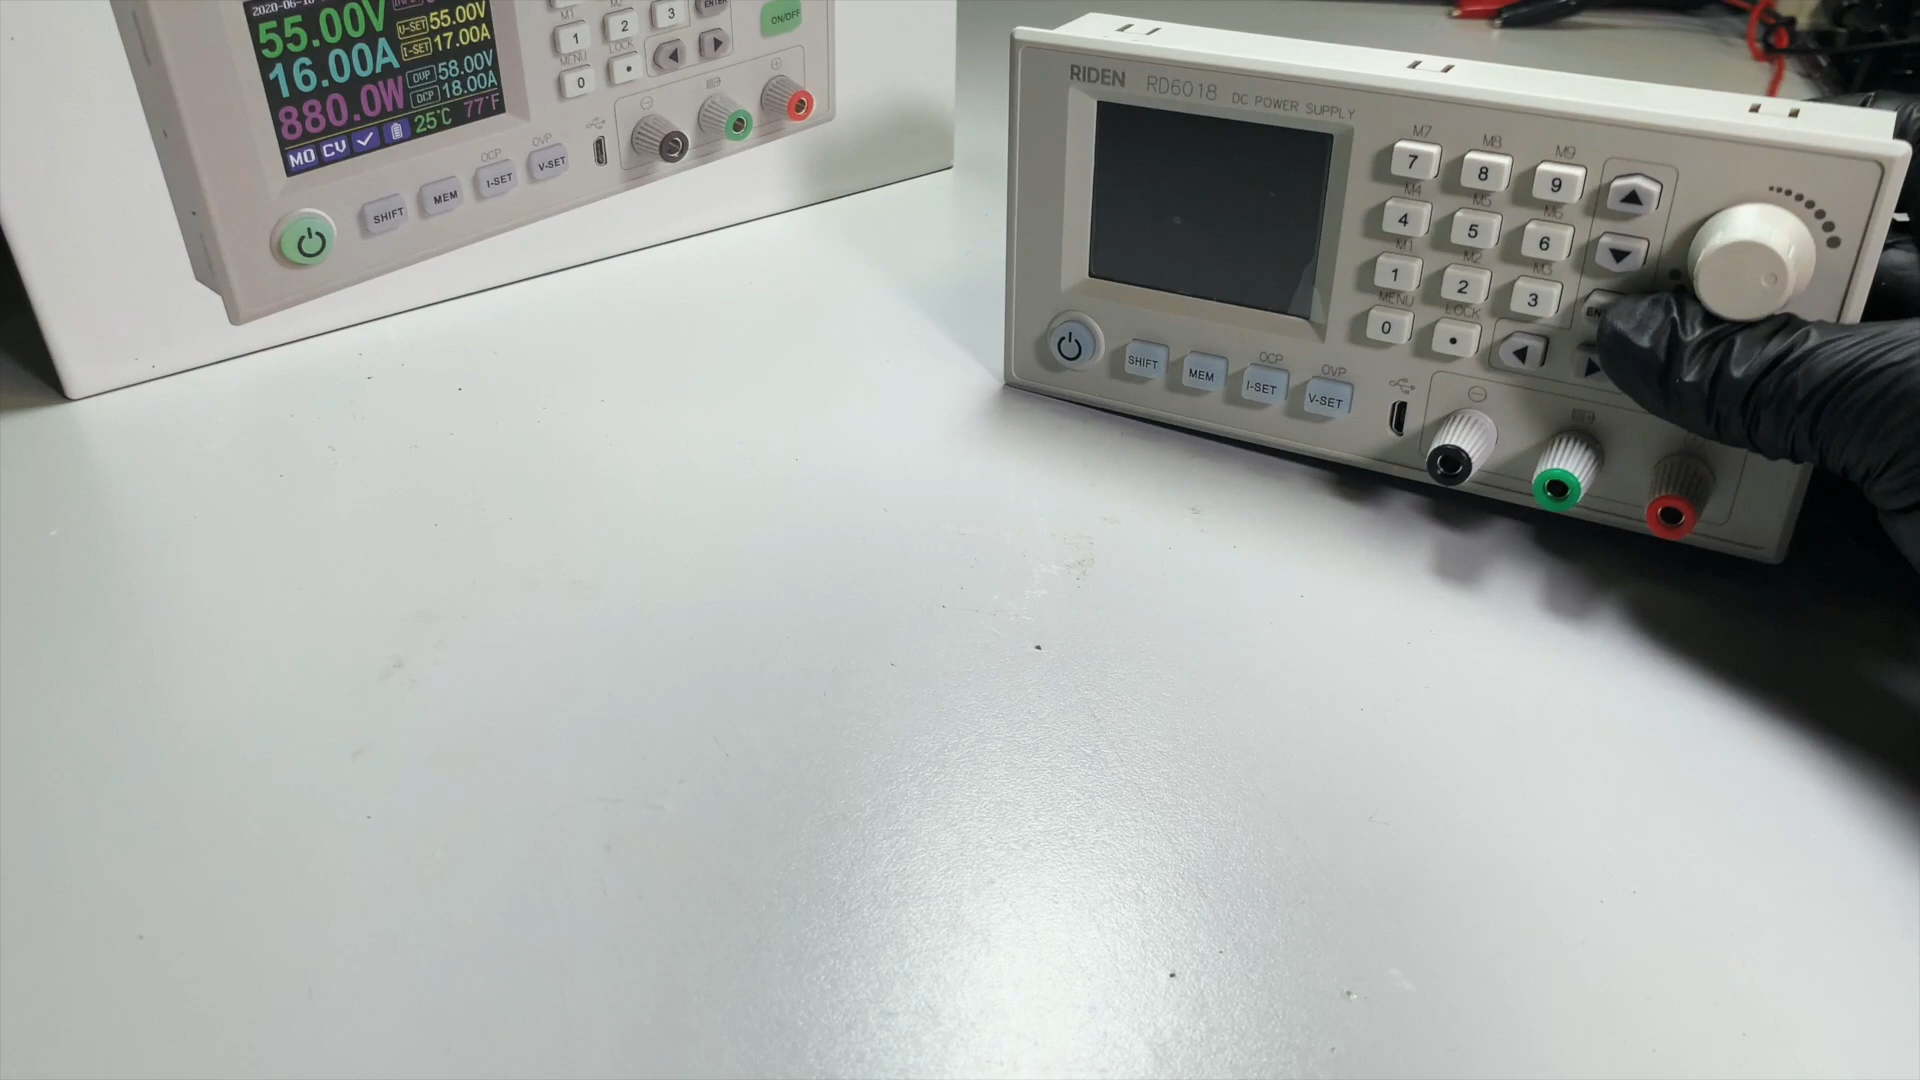 55.00V
V-SET 55.00V
16.00A
I-SET 17.00A
880.0W
OVP 58.00V
OCP 18.00A
M0 CV 25°C 77°F
M1 M2
1 2 3 ENTER
ON/OFF
MENU LOCK
0 •
OCP OVP
SHIFT MEM I-SET V-SET
RIDEN RD6018 DC POWER SUPPLY
M7 M8 M9
7 8 9
M4 M5 M6
4 5 6
M1 M2 M3
1 2 3
MENU LOCK
0 •
OCP OVP
SHIFT MEM I-SET V-SET